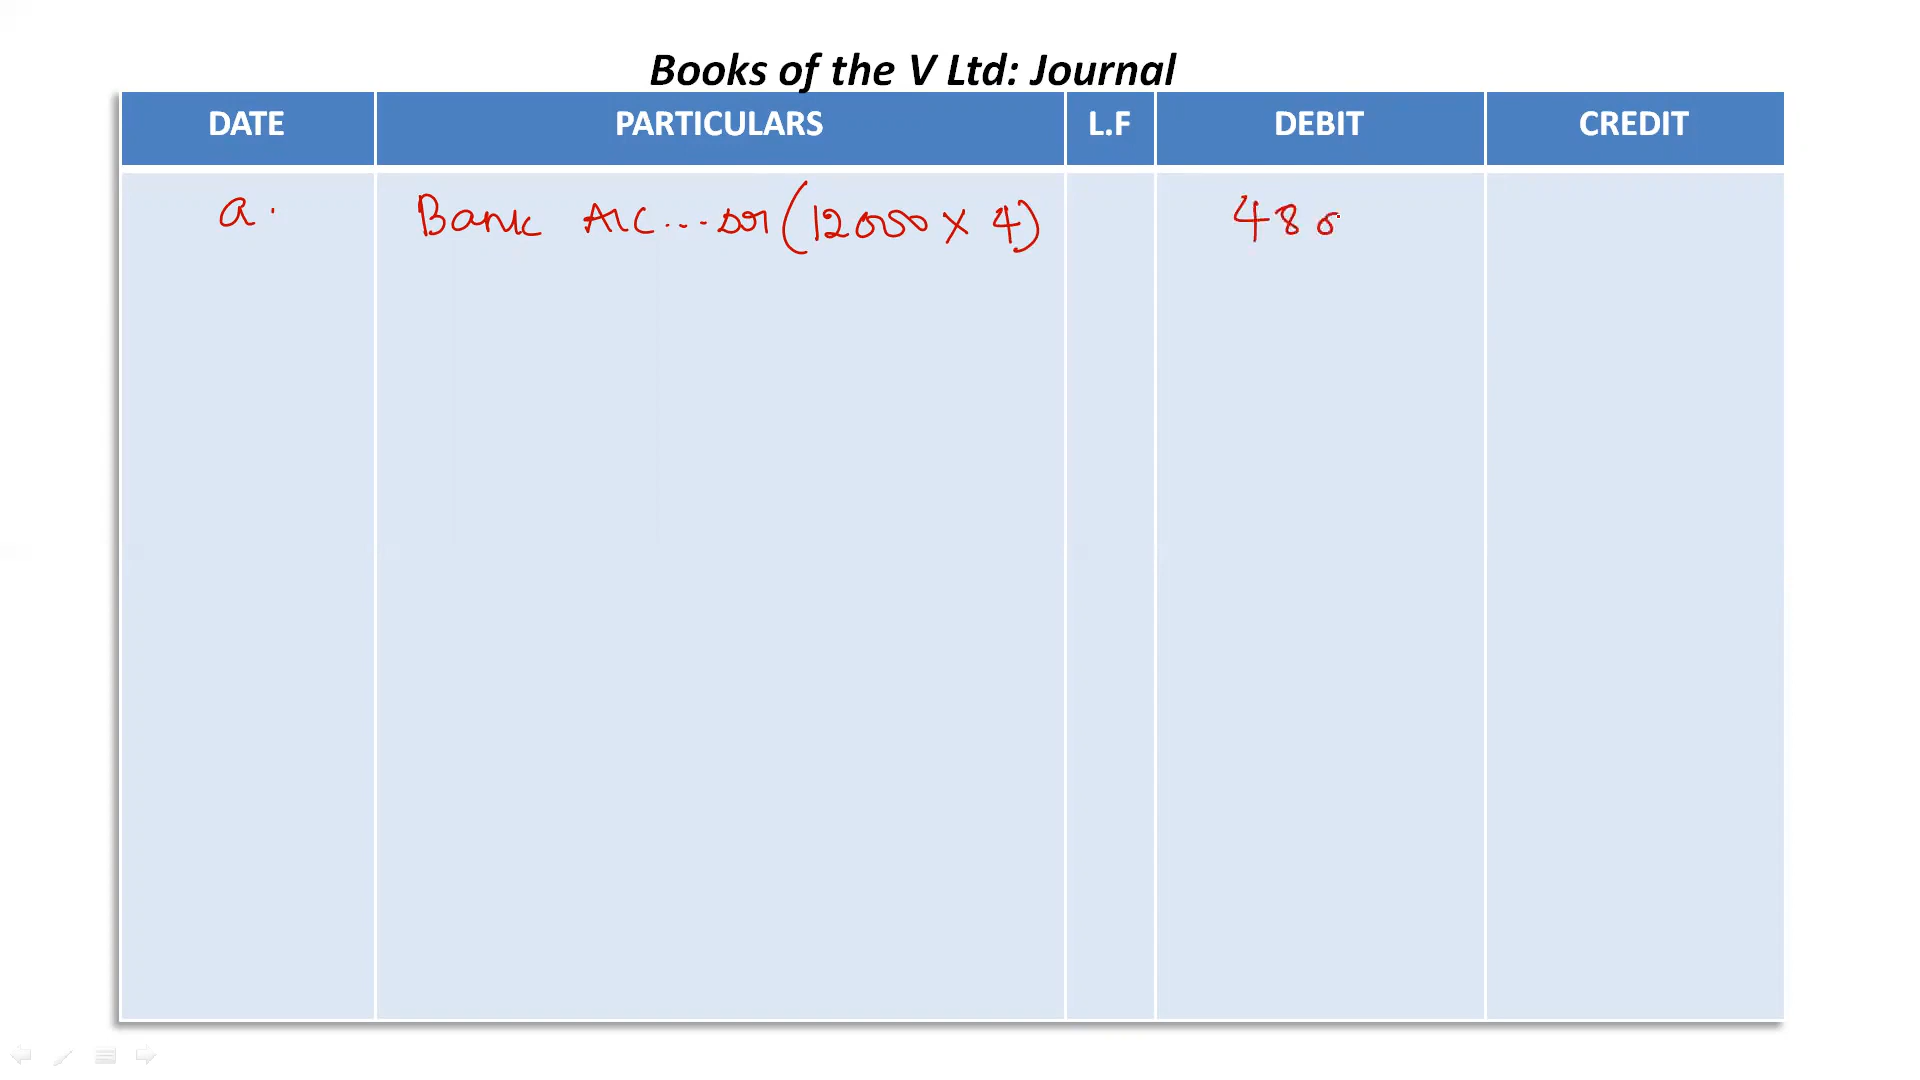 Books of the V Ltd: Journal
DATE PARTICULARS L.F DEBIT CREDIT
a. Bank A/C...Dr (12000 x 4) 480